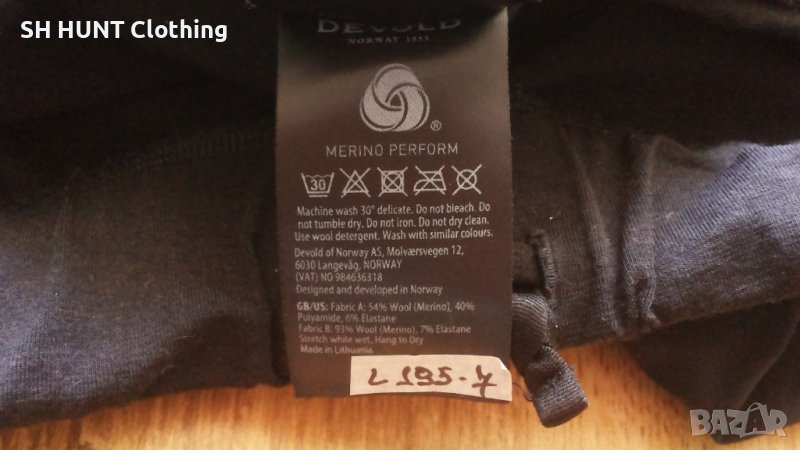 SH HUNT Clothing
DEVOLD
NORWAY 1853
®
MERINO PERFORM
30
Machine wash 30° delicate. Do not bleach. Do
not tumble dry. Do not iron. Do not dry clean.
Use wool detergent. Wash with similar colours.
Devold of Norway AS, Molværsvegen 12,
6030 Langevåg, NORWAY
(VAT) NO 984636318
Designed and developed in Norway
GB/US: Fabric A: 54% Wool (Merino), 40%
Polyamide, 6% Elastane
Fabric B: 93% Wool (Merino), 7% Elastane
Stretch while wet, Hang to Dry
Made in Lithuania
L 195-7
BAZAR